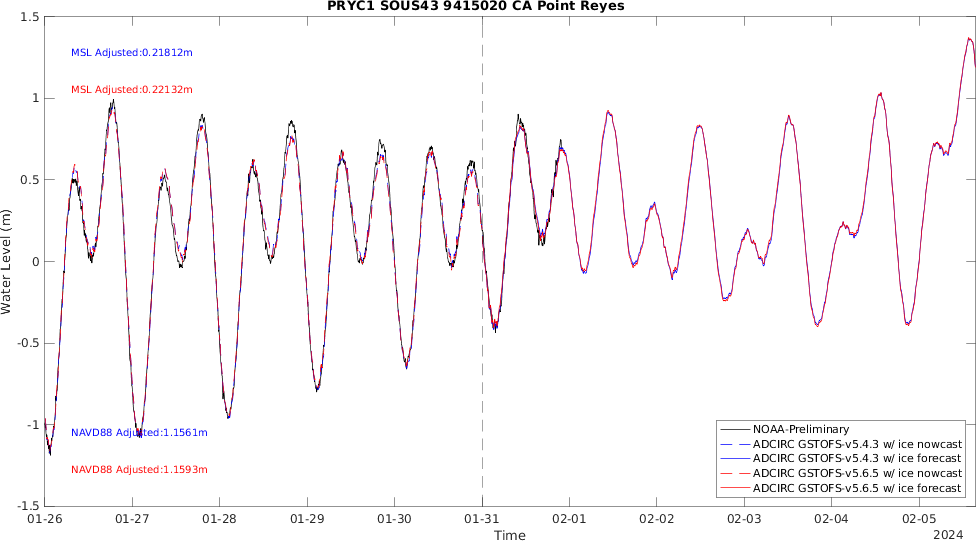 PRYC1 SOUS43 9415020 CA Point Reyes
1.5
MSL Adjusted:0.21812m
MSL Adjusted:0.22132m
1
0.5
Water Level (m)
0
-0.5
-1
NAVD88 Adjusted:1.1561m
NAVD88 Adjusted:1.1593m
NOAA-Preliminary
ADCIRC GSTOFS-v5.4.3 w/ ice nowcast
ADCIRC GSTOFS-v5.4.3 w/ ice forecast
ADCIRC GSTOFS-v5.6.5 w/ ice nowcast
ADCIRC GSTOFS-v5.6.5 w/ ice forecast
-1.5
01-26 01-27 01-28 01-29 01-30 01-31 02-01 02-02 02-03 02-04 02-05
Time
2024